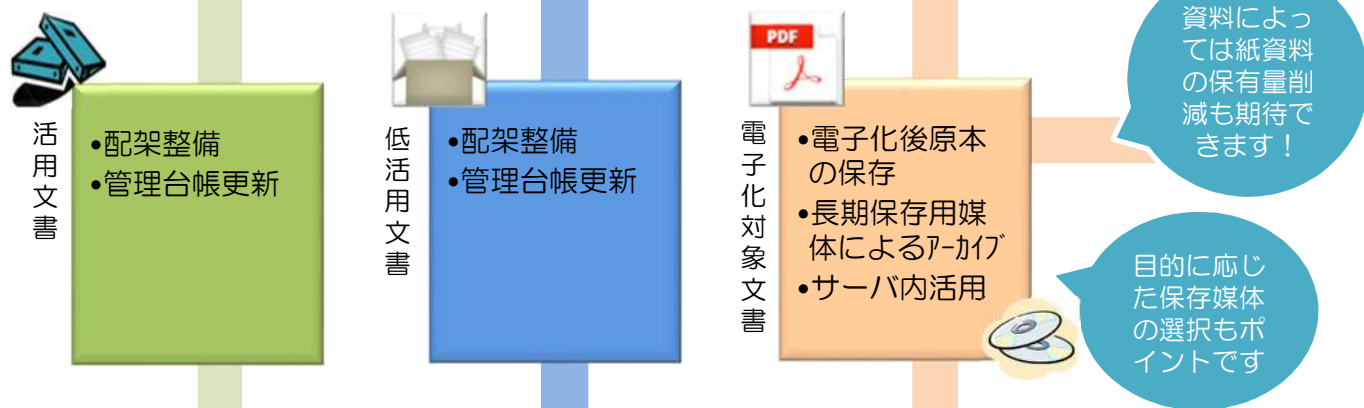 活用文書
•配架整備
•管理台帳更新
低活用文書
•配架整備
•管理台帳更新
PDF
電子化対象文書
•電子化後原本
の保存
•長期保存用媒
体によるｱｰｶｲﾌﾞ
•サーバ内活用
資料によっ
ては紙資料
の保有量削
減も期待で
きます！
目的に応じ
た保存媒体
の選択もポ
イントです